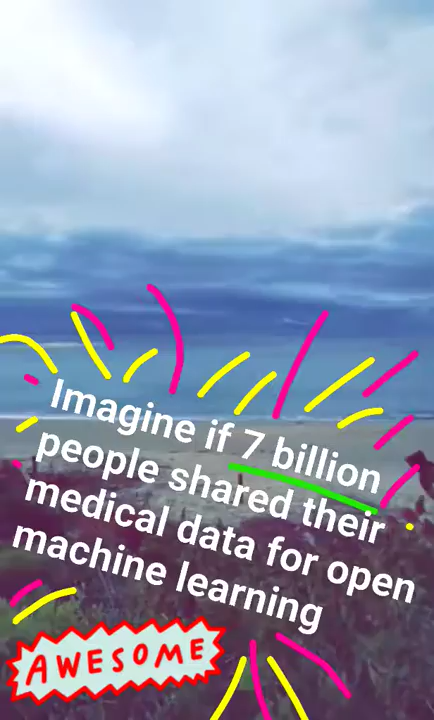 Imagine if 7 billion
people shared their
medical data for open
machine learning
AWESOME